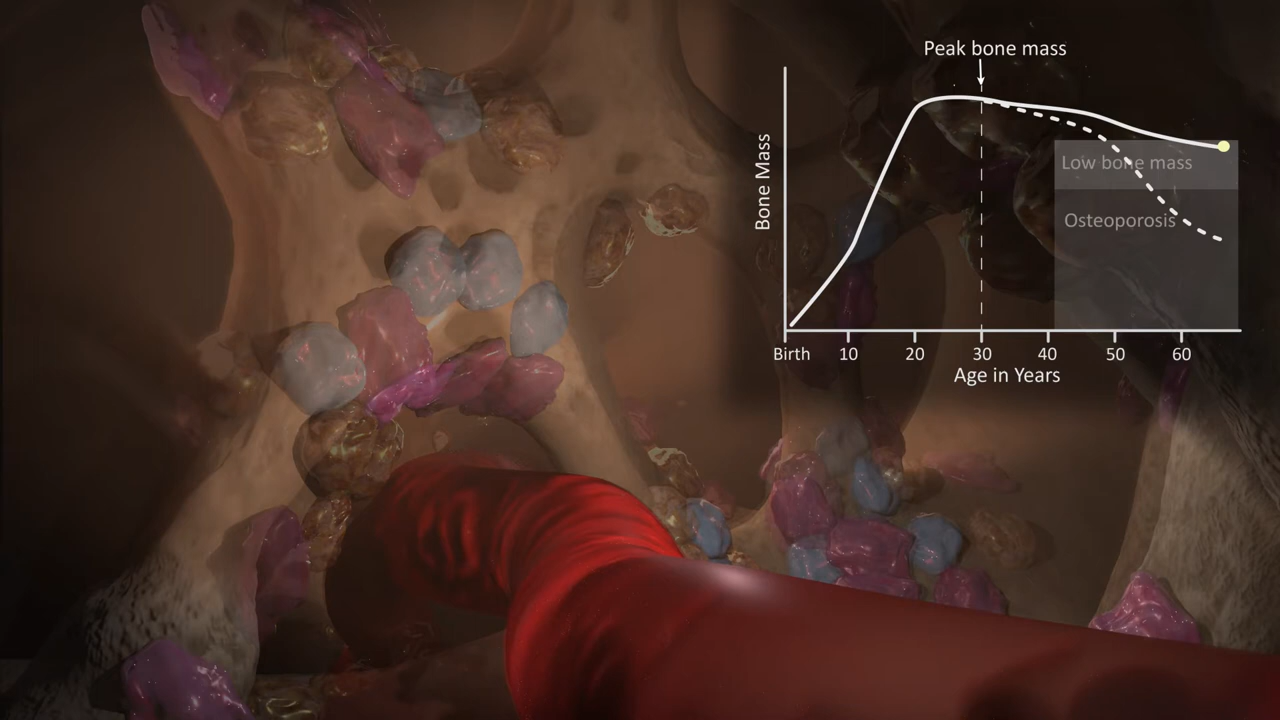 Peak bone mass
Bone Mass
Low bone mass
Osteoporosis
Birth 10 20 30 40 50 60
Age in Years